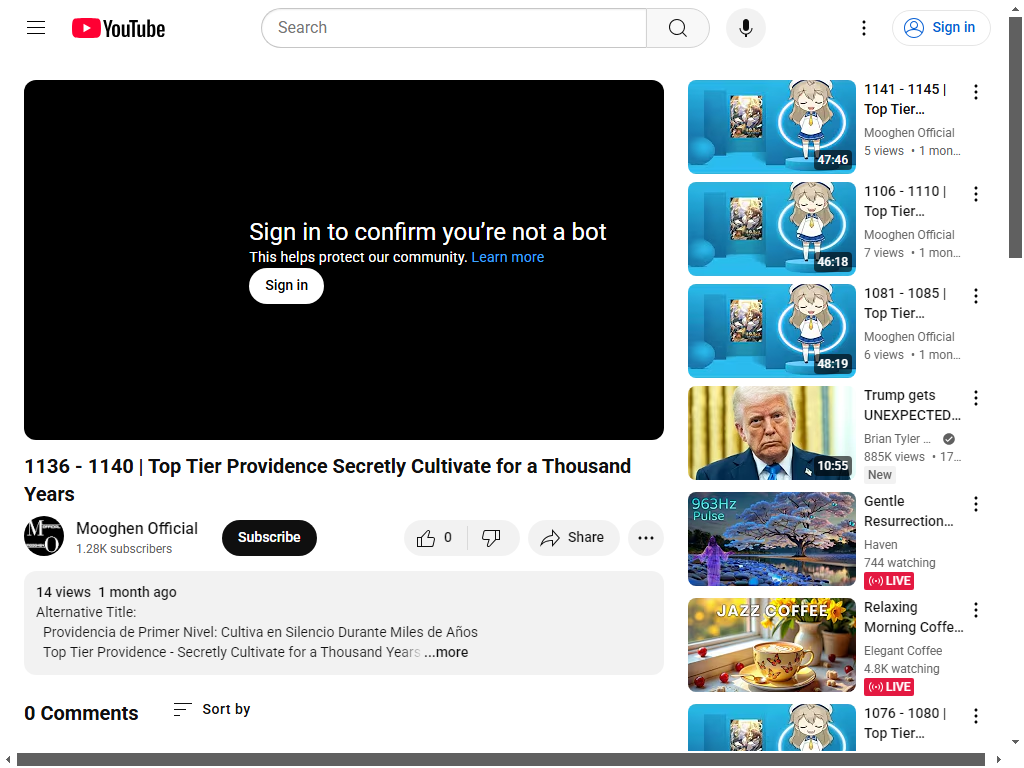 YouTube
Search
Sign in
Sign in to confirm you're not a bot
This helps protect our community. Learn more
Sign in
1136 - 1140 | Top Tier Providence Secretly Cultivate for a Thousand
Years
Mooghen Official
1.28K subscribers
Subscribe
0
Share
14 views 1 month ago
Alternative Title:
Providencia de Primer Nivel: Cultiva en Silencio Durante Miles de Años
Top Tier Providence - Secretly Cultivate for a Thousand Years ...more
0 Comments
Sort by
47:46
1141 - 1145 |
Top Tier...
Mooghen Official
5 views • 1 mon...
46:18
1106 - 1110 |
Top Tier...
Mooghen Official
7 views • 1 mon...
48:19
1081 - 1085 |
Top Tier...
Mooghen Official
6 views • 1 mon...
10:55
Trump gets
UNEXPECTED...
Brian Tyler ...
885K views • 17...
New
963Hz
Pulse
Gentle
Resurrection...
Haven
744 watching
LIVE
JAZZ COFFEE
Relaxing
Morning Coffe...
Elegant Coffee
4.8K watching
LIVE
1076 - 1080 |
Top Tier...